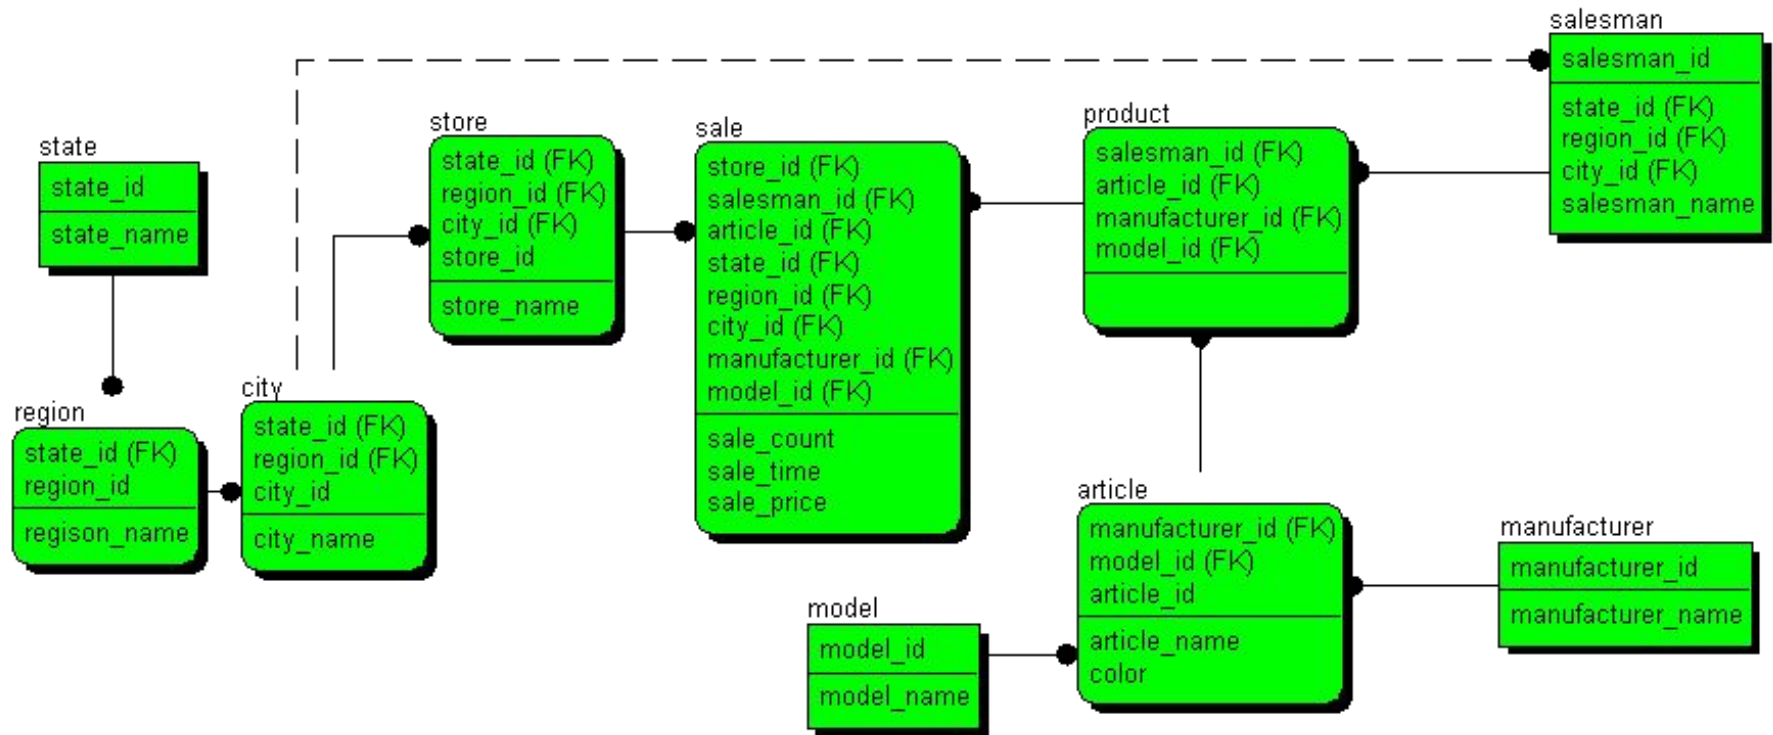 state
state_id
state_name
region
state_id (FK)
region_id
regison_name
city
state_id (FK)
region_id (FK)
city_id
city_name
store
state_id (FK)
region_id (FK)
city_id (FK)
store_id
store_name
sale
store_id (FK)
salesman_id (FK)
article_id (FK)
state_id (FK)
region_id (FK)
city_id (FK)
manufacturer_id (FK)
model_id (FK)
sale_count
sale_time
sale_price
product
salesman_id (FK)
article_id (FK)
manufacturer_id (FK)
model_id (FK)
salesman
salesman_id
state_id (FK)
region_id (FK)
city_id (FK)
salesman_name
model
model_id
model_name
article
manufacturer_id (FK)
model_id (FK)
article_id
article_name
color
manufacturer
manufacturer_id
manufacturer_name